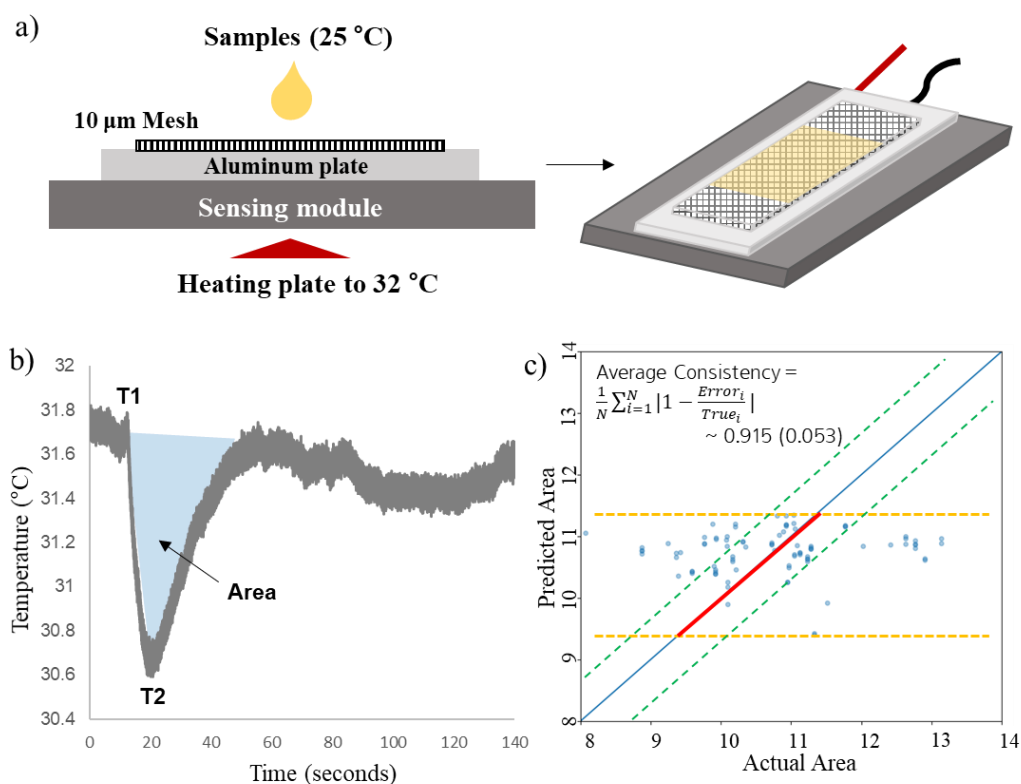 a)
Samples (25 °C)
10 μm Mesh
Aluminum plate
Sensing module
Heating plate to 32 °C
b)
32
31.8
31.6
31.4
31.2
31
30.8
30.6
30.4
Temperature (°C)
T1
Area
T2
0 20 40 60 80 100 120 140
Time (seconds)
c)
Average Consistency =
1/N ∑_{i=1}^{N} |1 − Error_i/True_i|
~ 0.915 (0.053)
14
13
12
11
10
9
8
Predicted Area
8 9 10 11 12 13 14
Actual Area